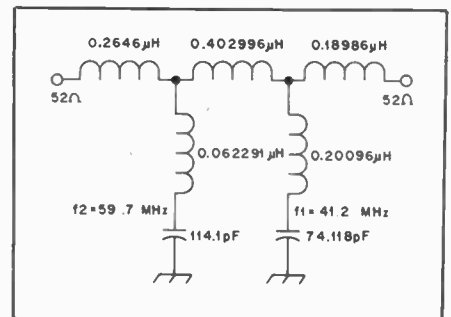 0.2646µH 0.402996µH 0.18986µH
52Ω 52Ω
0.062291µH 0.20096µH
f2=59.7 MHz f1=41.2 MHz
114.1pF 74.118pF